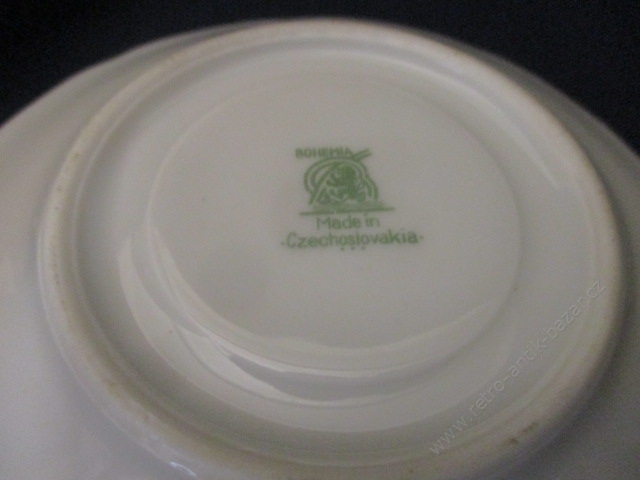 BOHEMIA
Made in
·Czechoslovakia·
www.retro-antik-bazar.cz